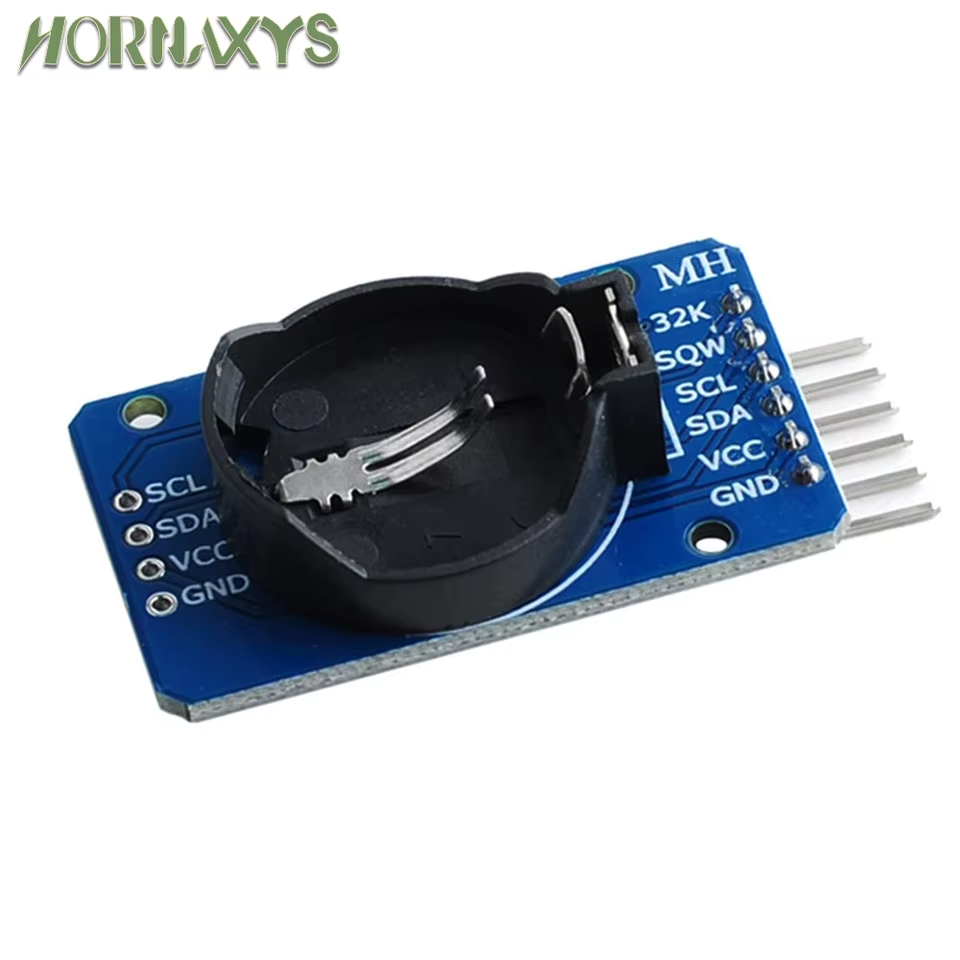 HORNAXYS
MH
32K
SQW
SCL
SDA
VCC
GND
SCL
SDA
VCC
GND